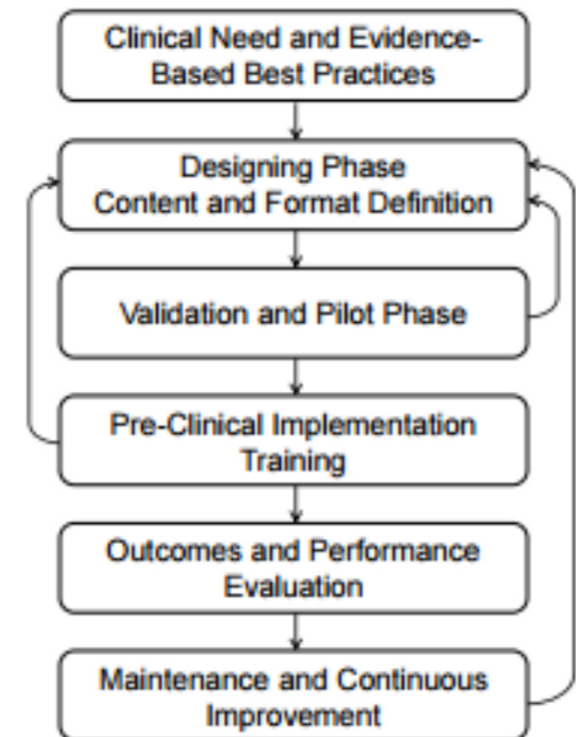 Clinical Need and Evidence-
Based Best Practices
Designing Phase
Content and Format Definition
Validation and Pilot Phase
Pre-Clinical Implementation
Training
Outcomes and Performance
Evaluation
Maintenance and Continuous
Improvement